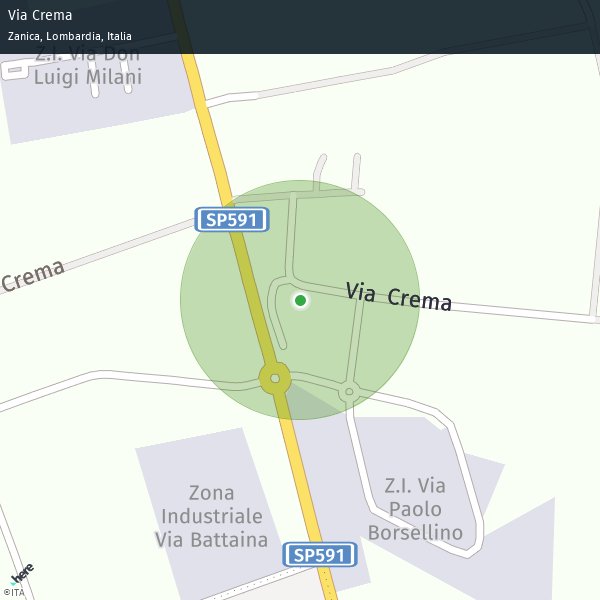 Via Crema
Zanica, Lombardia, Italia
Z.I. Via Don
Luigi Milani
SP591
Crema
Via Crema
Zona
Industriale
Via Battaina
Z.I. Via
Paolo
Borsellino
SP591
here
©ITA